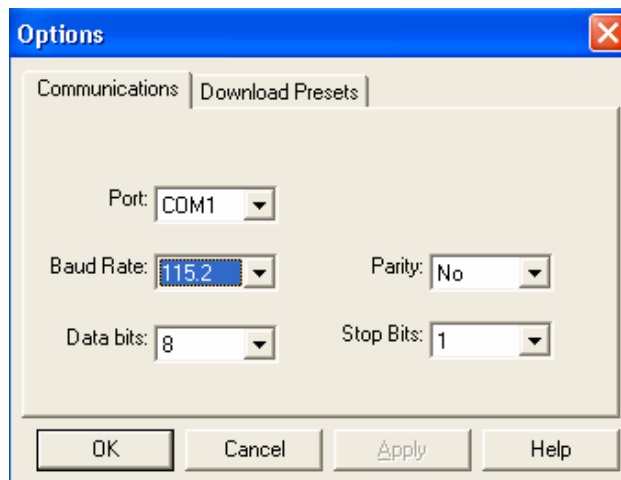 Options
Communications Download Presets
Port: COM1
Baud Rate: 115.2 Parity: No
Data bits: 8 Stop Bits: 1
OK Cancel Apply Help